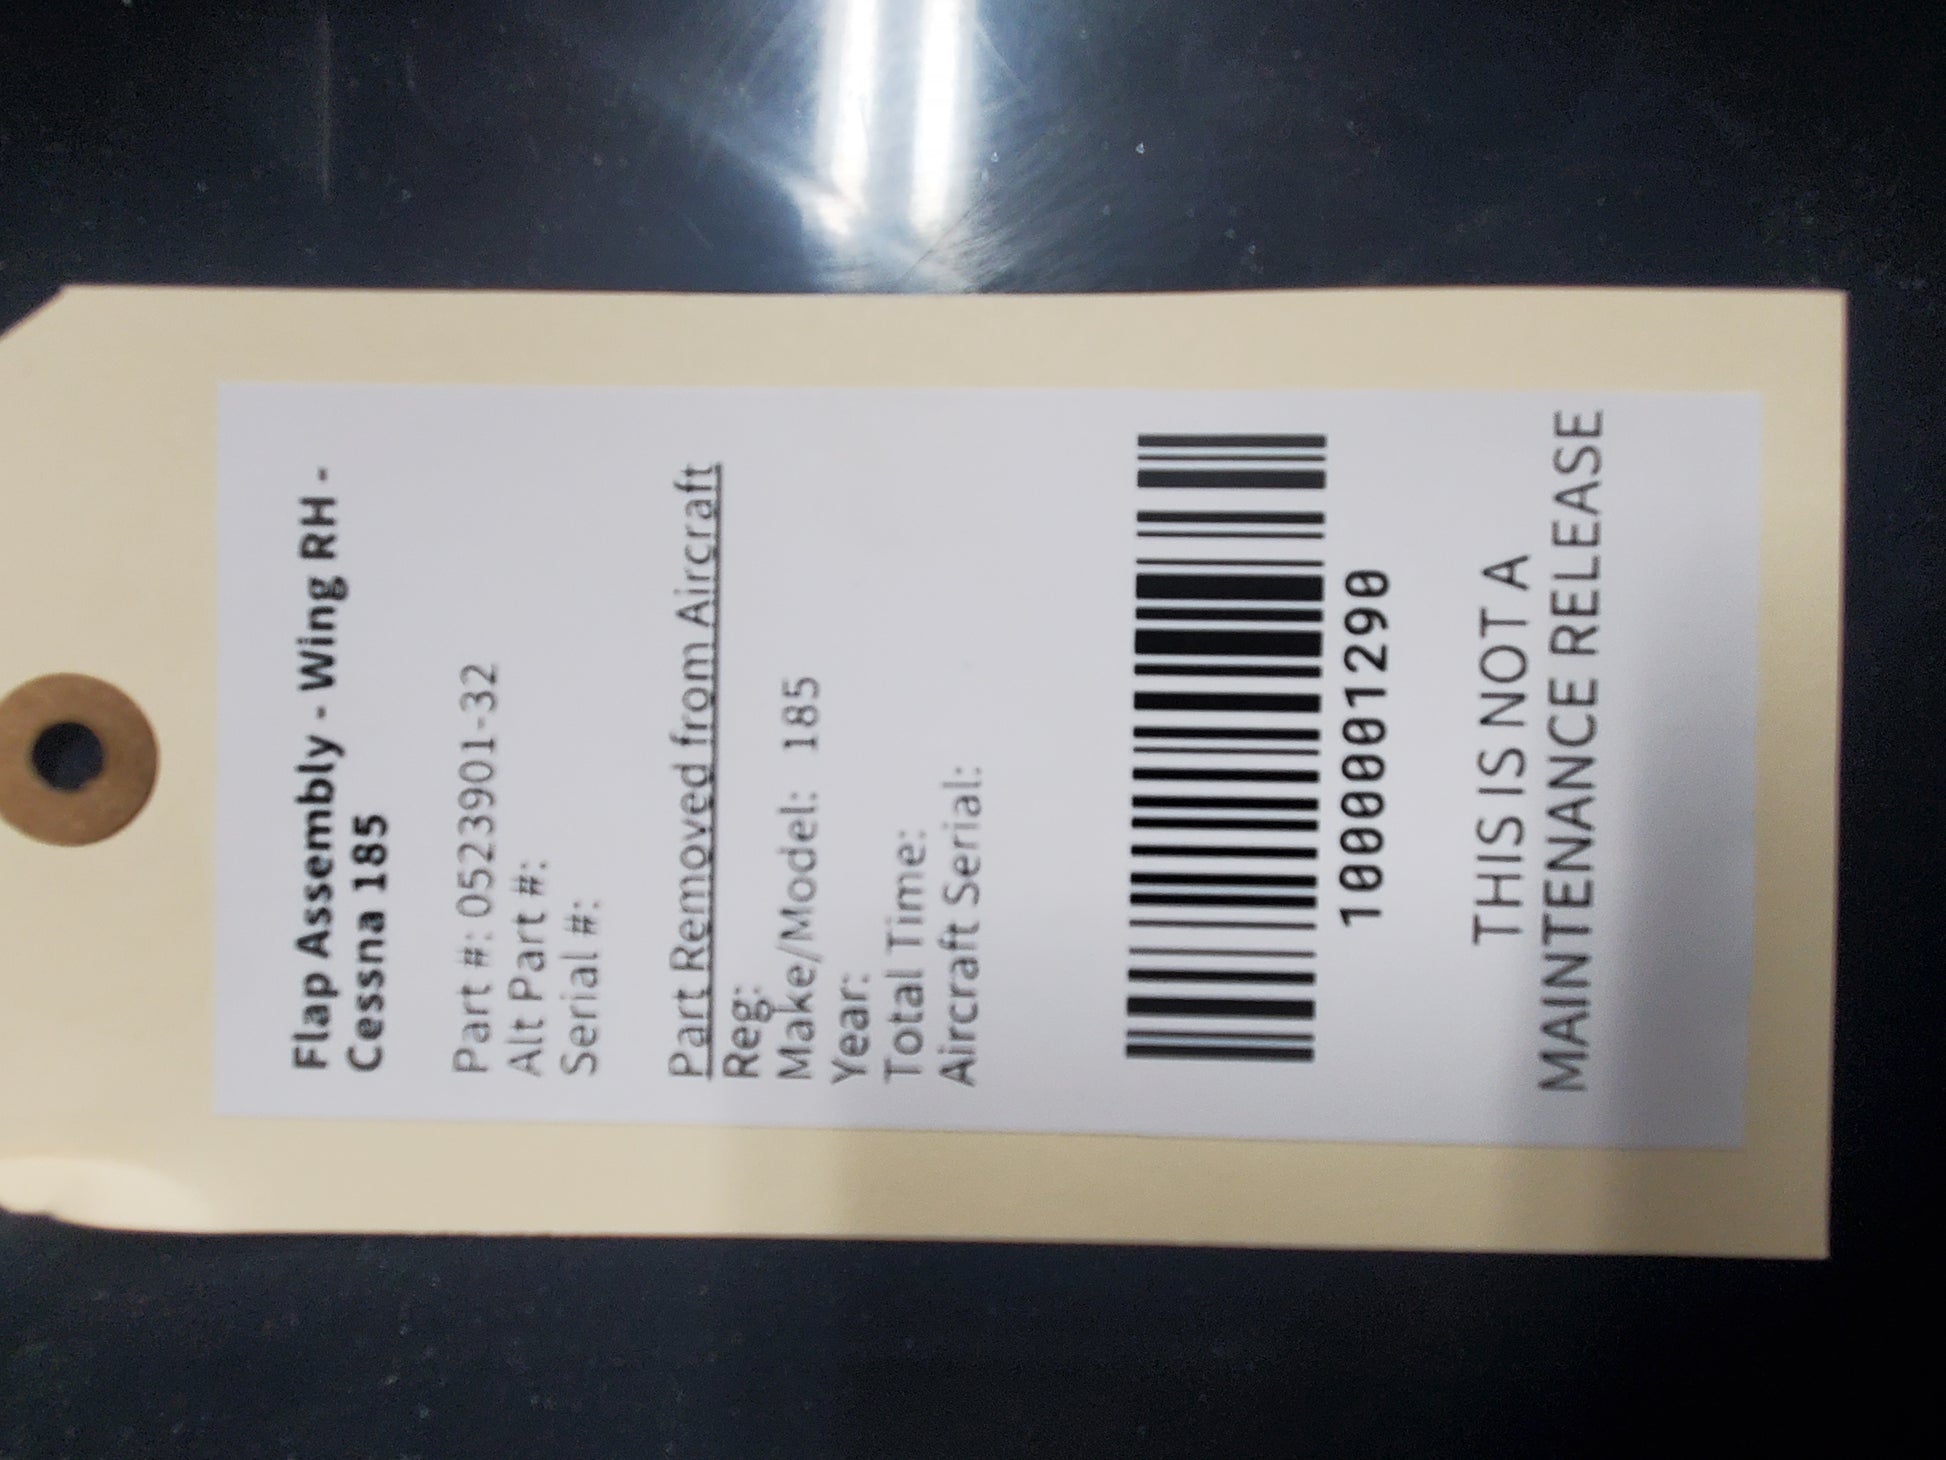 Flap Assembly - Wing RH -
Cessna 185
Part #: 0523901-32
Alt Part #:
Serial #:
Part Removed from Aircraft
Reg:
Make/Model: 185
Year:
Total Time:
Aircraft Serial:
10000001290
THIS IS NOT A
MAINTENANCE RELEASE